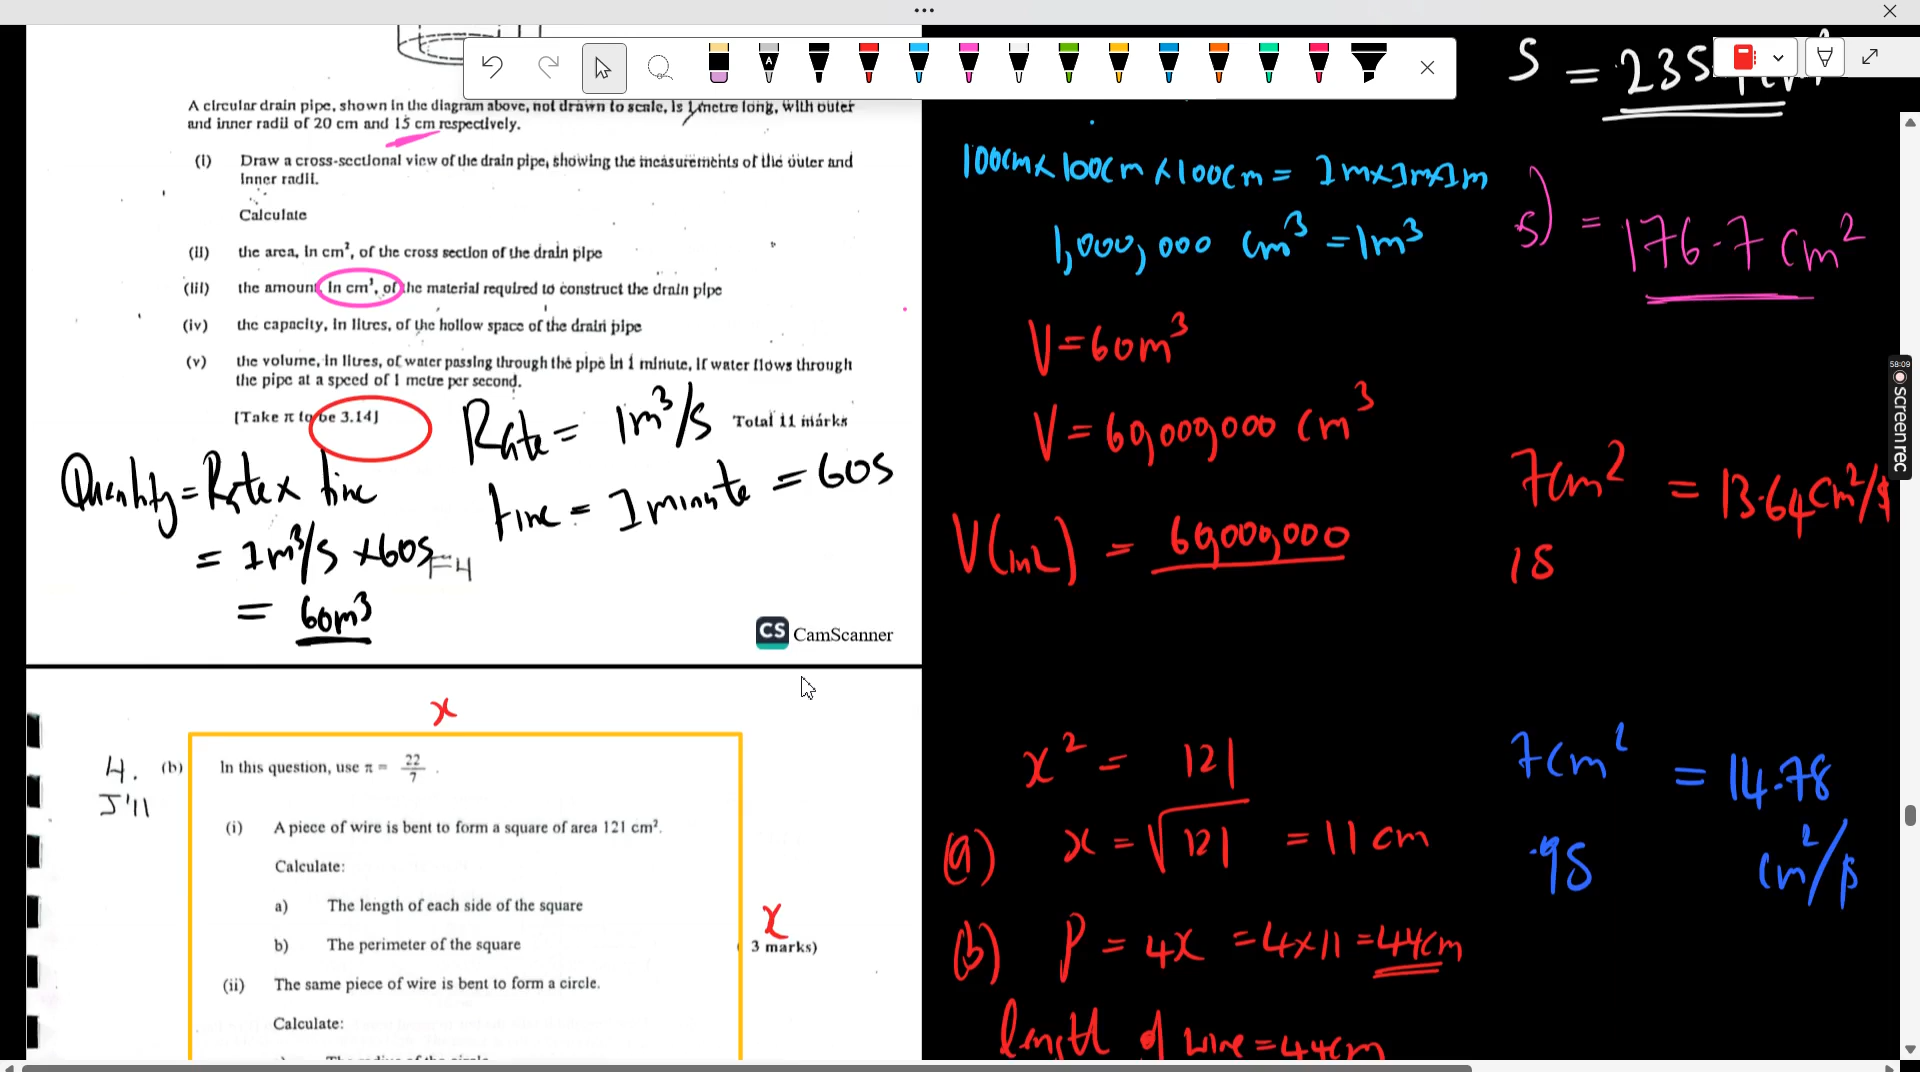 A circular drain pipe, shown in the diagram above, not drawn to scale, is 1 metre long, with outer
and inner radii of 20 cm and 15 cm respectively.
(i) Draw a cross-sectional view of the drain pipe, showing the measurements of the outer and
inner radii.
Calculate
(ii) the area, in cm², of the cross section of the drain pipe
(iii) the amount, in cm³, of the material required to construct the drain pipe
(iv) the capacity, in litres, of the hollow space of the drain pipe
(v) the volume, in litres, of water passing through the pipe in 1 minute, if water flows through
the pipe at a speed of 1 metre per second.
[Take π to be 3.14]
Total 11 marks
Rate = 1m³/s
time = 1 minute = 60s
Quantity = Rate x time
= 1m³/s x 60s
= 60m³
CS CamScanner
x
4.
J'11
(b) In this question, use π = 22/7 .
(i) A piece of wire is bent to form a square of area 121 cm².
Calculate:
a) The length of each side of the square
b) The perimeter of the square
x
3 marks)
(ii) The same piece of wire is bent to form a circle.
Calculate:
S =
100cm x 100cm x 100cm = 1m x 1m x 1m
1,000,000 cm³ = 1m³
V = 60m³
V = 60,000,000 cm³
V(mL) = 60,000,000
x² = 121
(a) x = √121 = 11 cm
(b) P = 4x = 4x11 = 44cm
length of wire = 44cm
S) = 176.7 cm²
7cm² = 13.64cm²/s
7cm² = 14.78
cm²/s
58:09
screenrec